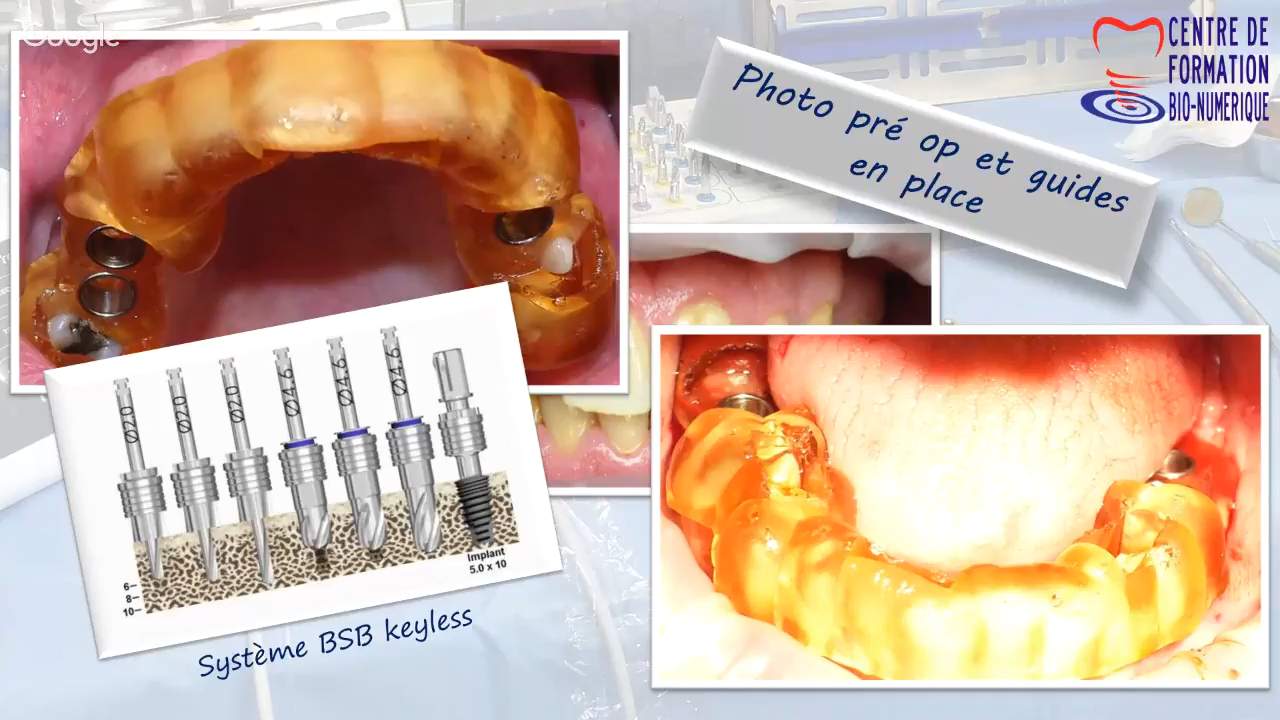 Google
CENTRE DE
FORMATION
BIO-NUMERIQUE
Photo pré op et guides
en place
Ø2.0
Ø2.0
Ø2.0
Ø4.6
Ø4.6
Ø4.6
6–
8–
10–
Implant
5.0 x 10
Système BSB keyless